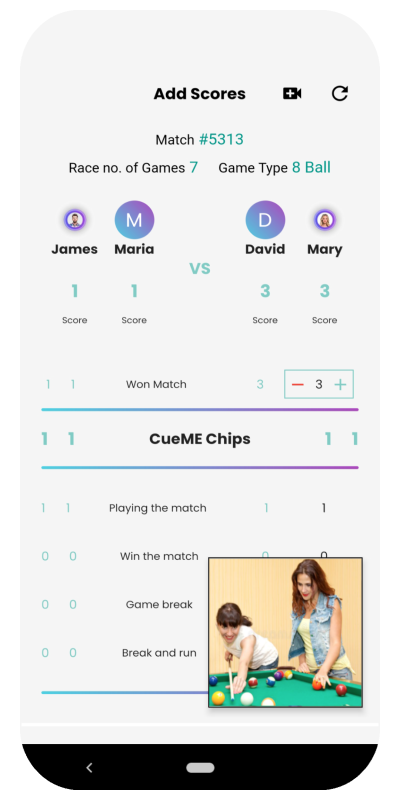 Add Scores
Match #5313
Race no. of Games 7 Game Type 8 Ball
M D
James Maria David Mary
VS
1 1 3 3
Score Score Score Score
1 1 Won Match 3 − 3 +
1 1 CueME Chips 1 1
1 1 Playing the match 1 1
0 0 Win the match 0 0
0 0 Game break
0 0 Break and run